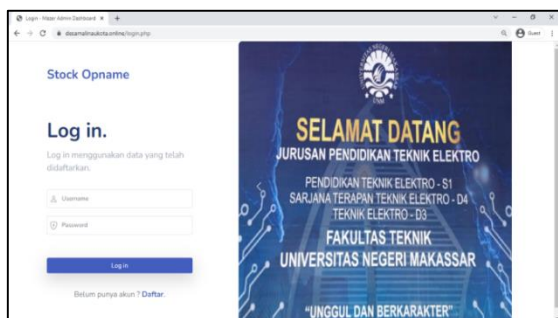 Login - Mazer Admin Dashboard
desamalinaukota.online/login.php
Guest
Stock Opname
Log in.
Log in menggunakan data yang telah
didaftarkan.
Username
Password
Log in
Belum punya akun ? Daftar.
UNM
SELAMAT DATANG
JURUSAN PENDIDIKAN TEKNIK ELEKTRO
PENDIDIKAN TEKNIK ELEKTRO - S1
SARJANA TERAPAN TEKNIK ELEKTRO - D4
TEKNIK ELEKTRO - D3
FAKULTAS TEKNIK
UNIVERSITAS NEGERI MAKASSAR
"UNGGUL DAN BERKARAKTER"